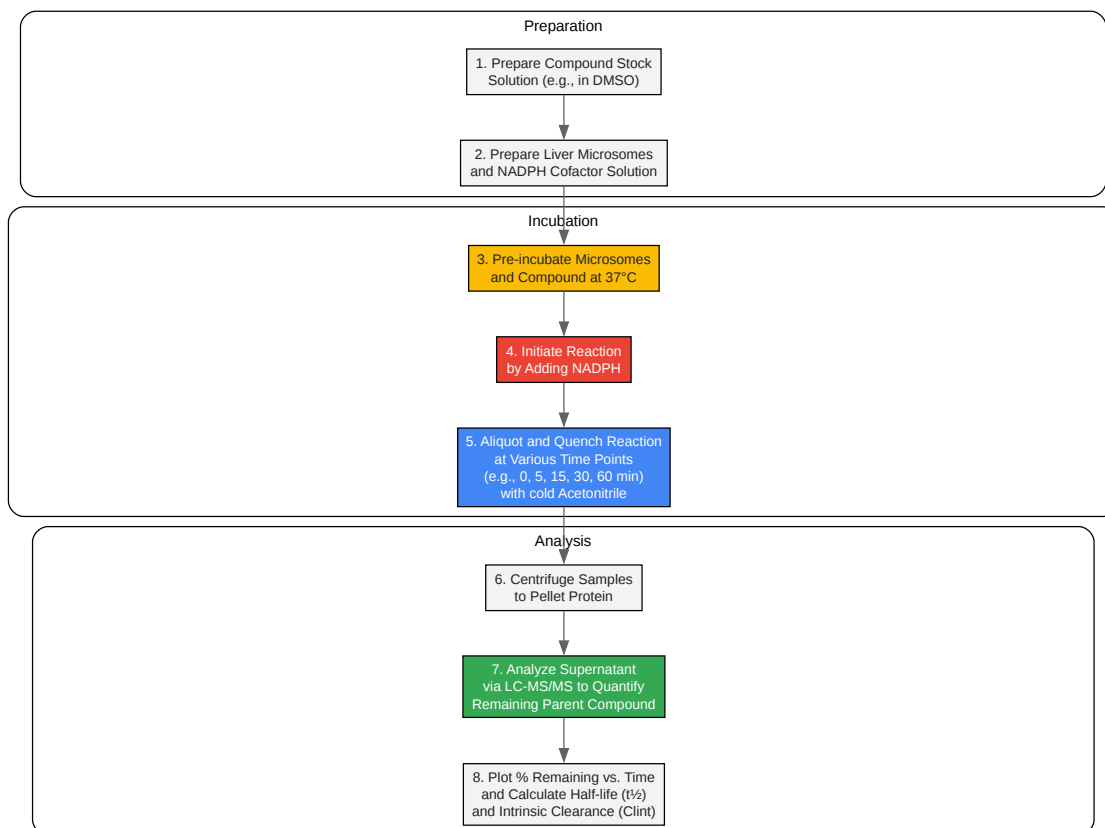 Preparation
1. Prepare Compound Stock
Solution (e.g., in DMSO)
2. Prepare Liver Microsomes
and NADPH Cofactor Solution
Incubation
3. Pre-incubate Microsomes
and Compound at 37°C
4. Initiate Reaction
by Adding NADPH
5. Aliquot and Quench Reaction
at Various Time Points
(e.g., 0, 5, 15, 30, 60 min)
with cold Acetonitrile
Analysis
6. Centrifuge Samples
to Pellet Protein
7. Analyze Supernatant
via LC-MS/MS to Quantify
Remaining Parent Compound
8. Plot % Remaining vs. Time
and Calculate Half-life (t½)
and Intrinsic Clearance (Clint)